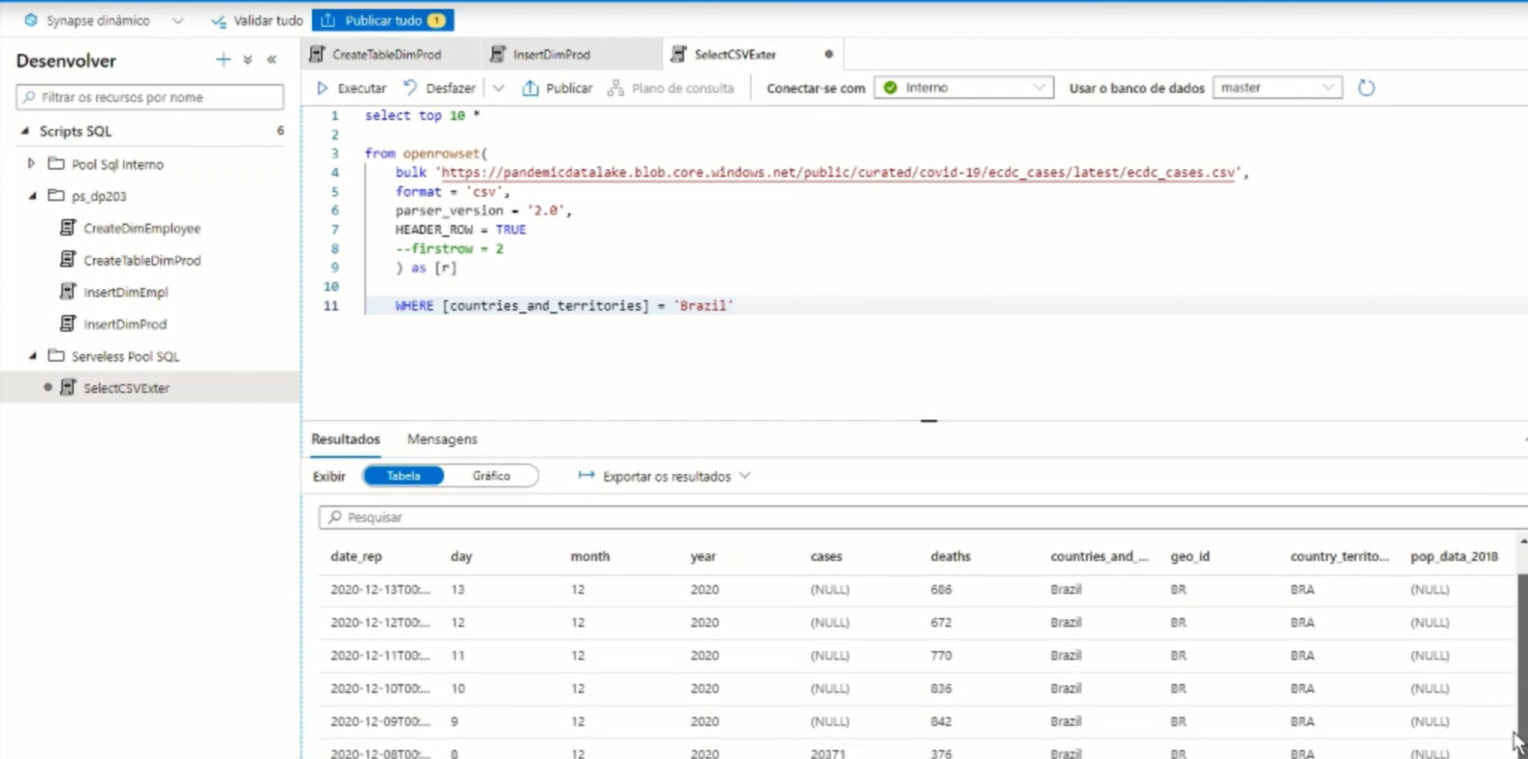 Synapse dinâmico Validar tudo Publicar tudo 1
Desenvolver
Filtrar os recursos por nome
Scripts SQL 6
Pool Sql Interno
ps_dp203
CreateDimEmployee
CreateTableDimProd
InsertDimEmpl
InsertDimProd
Serveless Pool SQL
SelectCSVExter
CreateTableDimProd InsertDimProd SelectCSVExter
Executar Desfazer Publicar Plano de consulta Conectar-se com Interno Usar o banco de dados master
1 select top 10 *
2
3 from openrowset(
4 bulk 'https://pandemicdatalake.blob.core.windows.net/public/curated/covid-19/ecdc_cases/latest/ecdc_cases.csv',
5 format = 'csv',
6 parser_version = '2.0',
7 HEADER_ROW = TRUE
8 --firstrow = 2
9 ) as [r]
10
11 WHERE [countries_and_territories] = 'Brazil'
Resultados Mensagens
Exibir Tabela Gráfico Exportar os resultados
Pesquisar
date_rep day month year cases deaths countries_and_... geo_id country_territo... pop_data_2018
2020-12-13T00:... 13 12 2020 (NULL) 686 Brazil BR BRA (NULL)
2020-12-12T00:... 12 12 2020 (NULL) 672 Brazil BR BRA (NULL)
2020-12-11T00:... 11 12 2020 (NULL) 770 Brazil BR BRA (NULL)
2020-12-10T00:... 10 12 2020 (NULL) 836 Brazil BR BRA (NULL)
2020-12-09T00:... 9 12 2020 (NULL) 842 Brazil BR BRA (NULL)
2020-12-08T00:... 8 12 2020 20371 376 Brazil BR BRA (NULL)